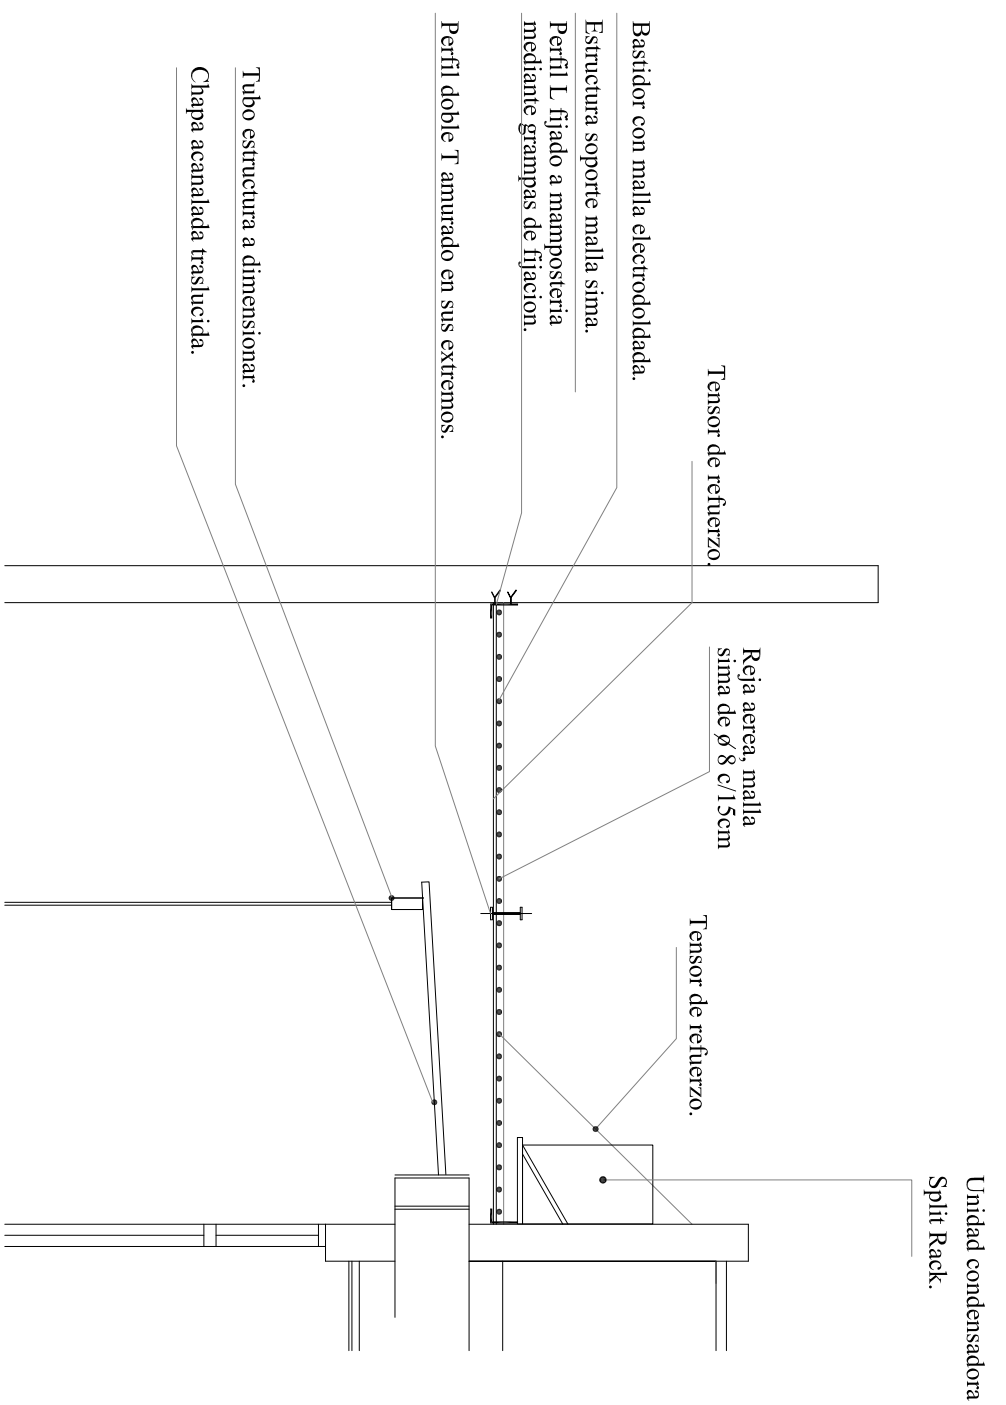 Unidad condensadora
Split Rack.
Reja aerea, malla
sima de ø 8 c/15cm
Tensor de refuerzo.
Tensor de refuerzo.
Bastidor con malla electrodoldada.
Estructura soporte malla sima.
Perfil L fijado a mamposteria
mediante grampas de fijacion.
Perfil doble T amurado en sus extremos.
Tubo estructura a dimensionar.
Chapa acanalada traslucida.